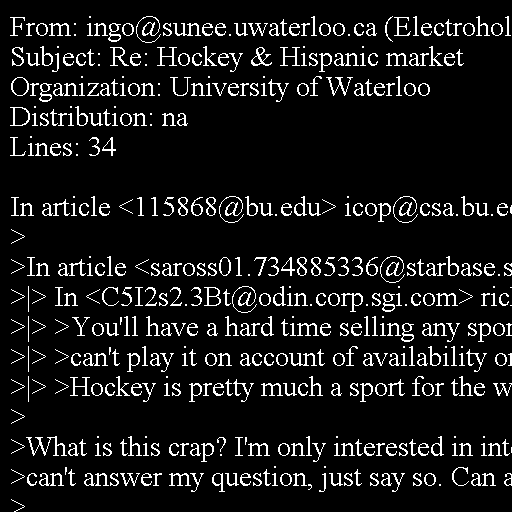 From: ingo@sunee.uwaterloo.ca (Electrohol
Subject: Re: Hockey & Hispanic market
Organization: University of Waterloo
Distribution: na
Lines: 34

In article <115868@bu.edu> icop@csa.bu.e
>
>In article <saross01.734885336@starbase.s
>|> In <C5I2s2.3Bt@odin.corp.sgi.com> ric
>|> >You'll have a hard time selling any spor
>|> >can't play it on account of availability o
>|> >Hockey is pretty much a sport for the w
>
>What is this crap? I'm only interested in int
>can't answer my question, just say so. Can a
>